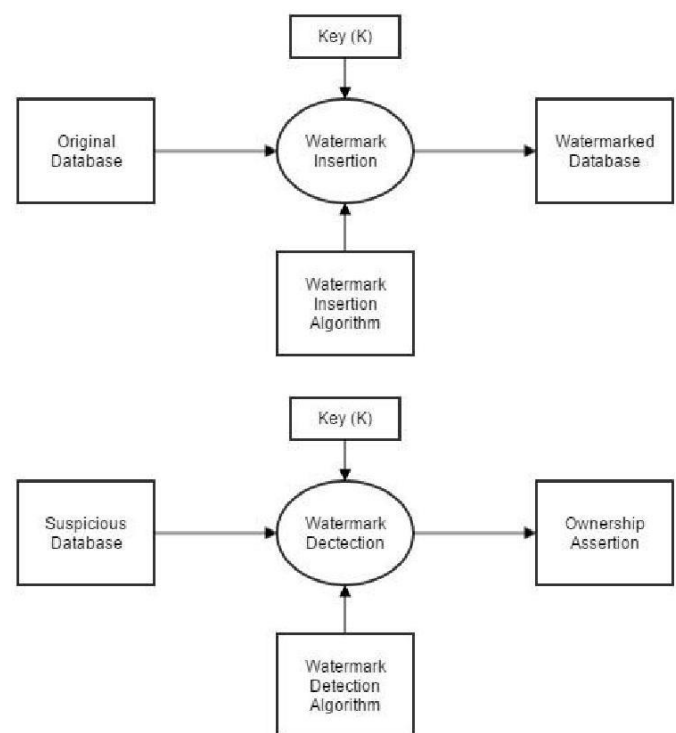 Key (K)
Original
Database
Watermark
Insertion
Watermarked
Database
Watermark
Insertion
Algorithm
Key (K)
Suspicious
Database
Watermark
Dectection
Ownership
Assertion
Watermark
Detection
Algorithm